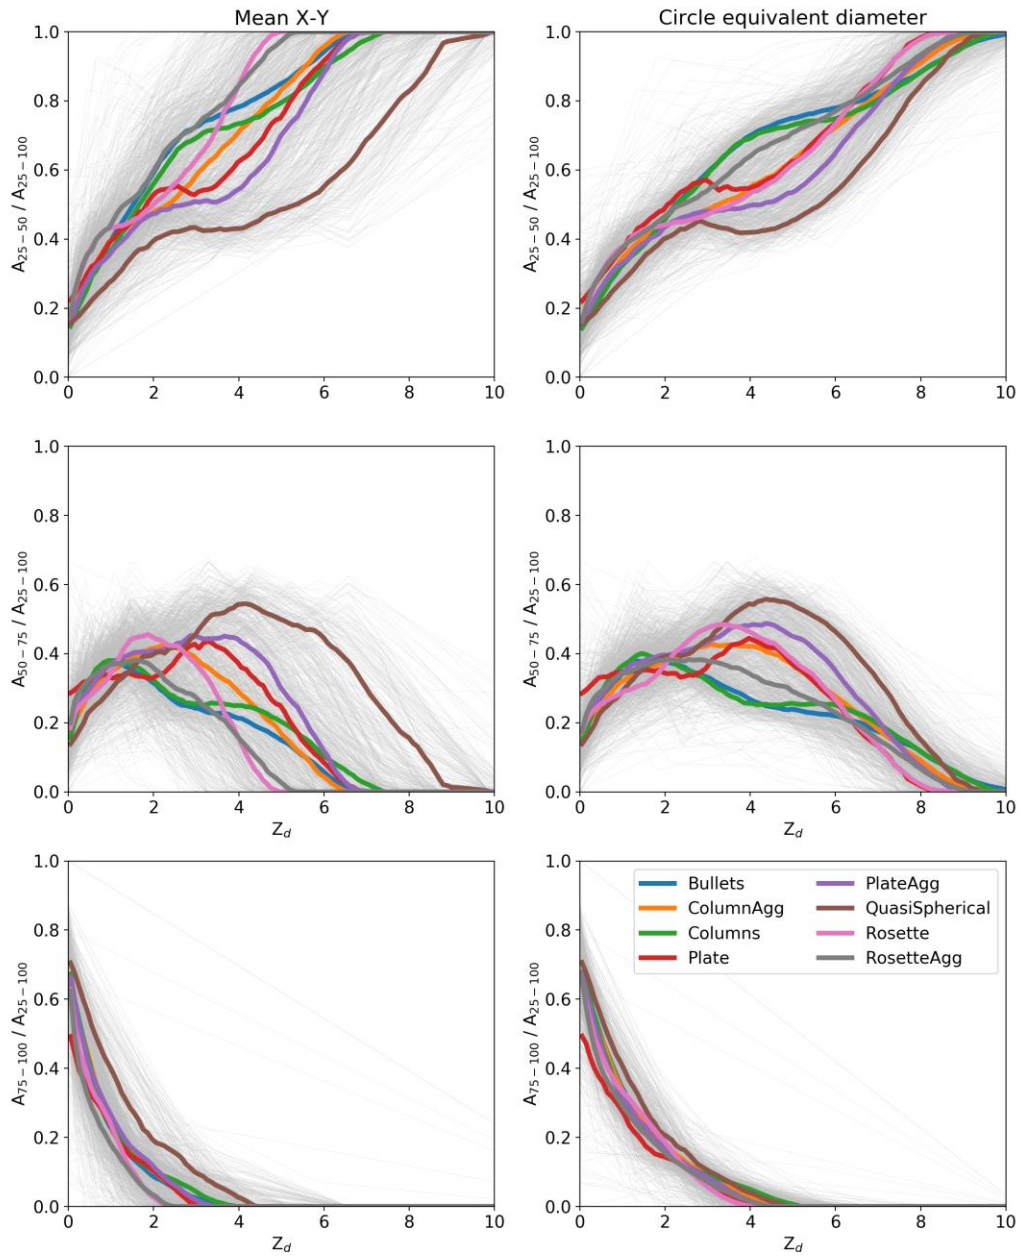 Mean X-Y
Circle equivalent diameter
1.0
0.8
0.6
0.4
0.2
0.0
A25−50 / A25−100
0 2 4 6 8 10
1.0
0.8
0.6
0.4
0.2
0.0
A25−50 / A25−100
0 2 4 6 8 10
1.0
0.8
0.6
0.4
0.2
0.0
A50−75 / A25−100
0 2 4 6 8 10
Zd
1.0
0.8
0.6
0.4
0.2
0.0
A50−75 / A25−100
0 2 4 6 8 10
Zd
1.0
0.8
0.6
0.4
0.2
0.0
A75−100 / A25−100
0 2 4 6 8 10
Zd
1.0
0.8
0.6
0.4
0.2
0.0
A75−100 / A25−100
Bullets
ColumnAgg
Columns
Plate
PlateAgg
QuasiSpherical
Rosette
RosetteAgg
0 2 4 6 8 10
Zd